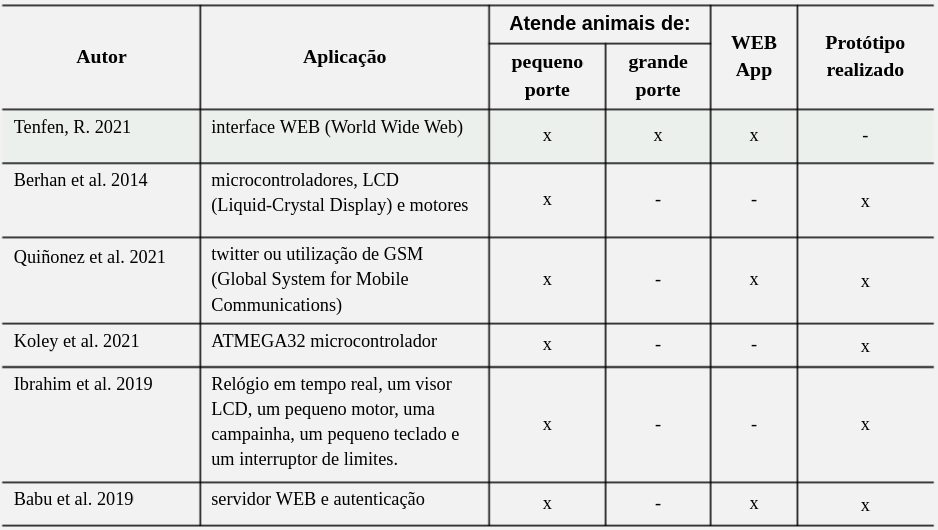 Autor
Aplicação
Atende animais de:
pequeno
porte
grande
porte
WEB
App
Protótipo
realizado
Tenfen, R. 2021
interface WEB (World Wide Web)
x
x
x
-
Berhan et al. 2014
microcontroladores, LCD
(Liquid-Crystal Display) e motores
x
-
-
x
Quiñonez et al. 2021
twitter ou utilização de GSM
(Global System for Mobile
Communications)
x
-
x
x
Koley et al. 2021
ATMEGA32 microcontrolador
x
-
-
x
Ibrahim et al. 2019
Relógio em tempo real, um visor
LCD, um pequeno motor, uma
campainha, um pequeno teclado e
um interruptor de limites.
x
-
-
x
Babu et al. 2019
servidor WEB e autenticação
x
-
x
x